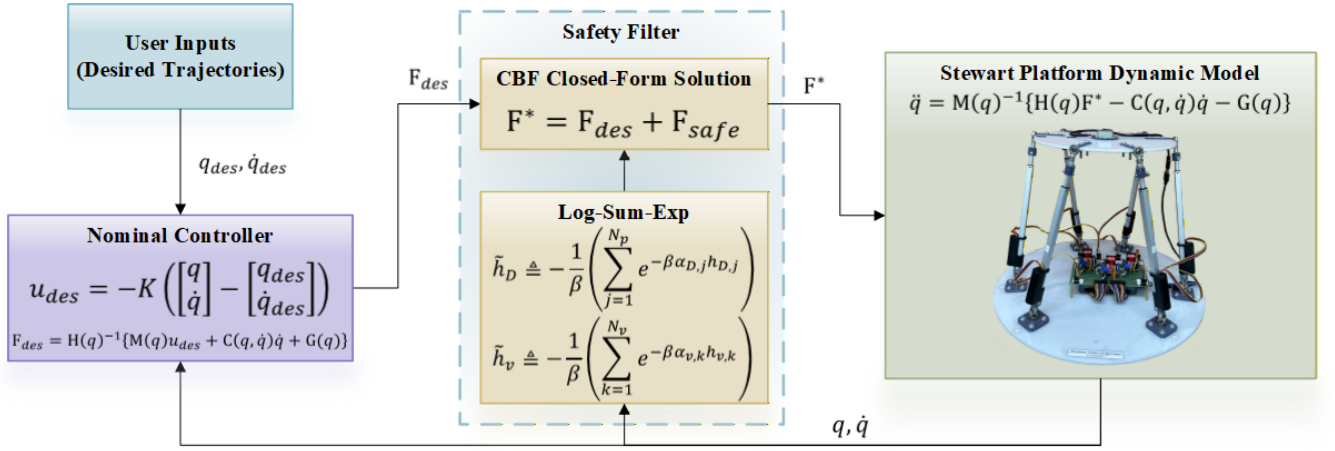 User Inputs
(Desired Trajectories)
q_des, q̇_des
Nominal Controller
u_des = −K([q q̇] − [q_des q̇_des])
F_des = H(q)⁻¹{M(q)u_des + C(q, q̇)q̇ + G(q)}
F_des
Safety Filter
CBF Closed-Form Solution
F* = F_des + F_safe
Log-Sum-Exp
h̃_D ≜ −1/β (∑_{j=1}^{N_p} e^{−βα_{D,j}h_{D,j}})
h̃_v ≜ −1/β (∑_{k=1}^{N_v} e^{−βα_{v,k}h_{v,k}})
F*
Stewart Platform Dynamic Model
q̈ = M(q)⁻¹{H(q)F* − C(q, q̇)q̇ − G(q)}
q, q̇